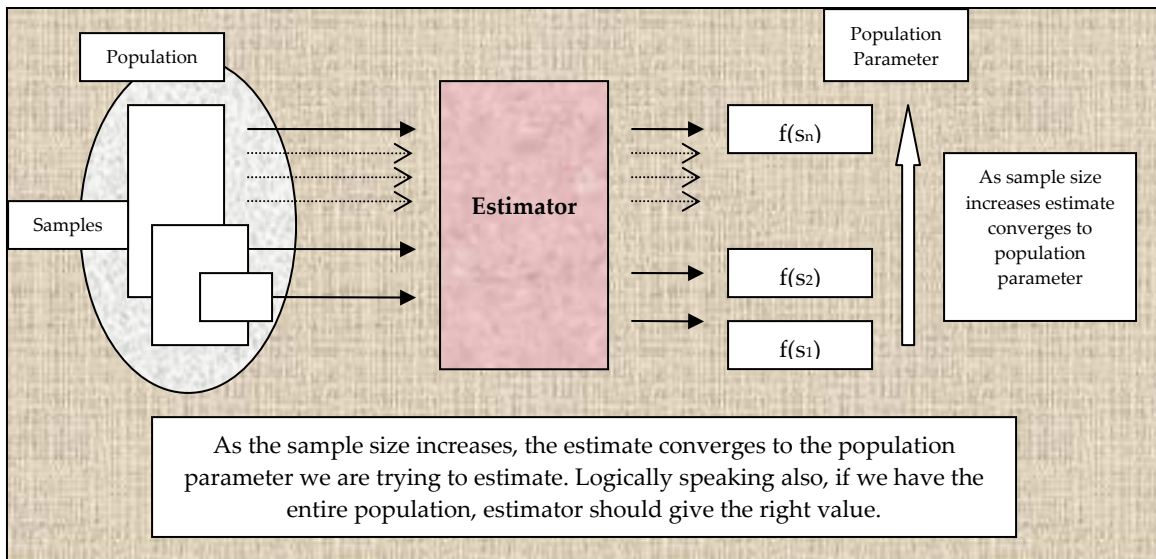 Population
Population
Parameter
Samples
Estimator
f(sn)
f(s2)
f(s1)
As sample size
increases estimate
converges to
population
parameter
As the sample size increases, the estimate converges to the population
parameter we are trying to estimate. Logically speaking also, if we have the
entire population, estimator should give the right value.